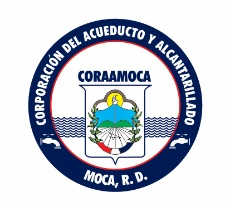 CORPORACIÓN DEL ACUEDUCTO Y ALCANTARILLADO
CORAAMOCA
MOCA, R. D.